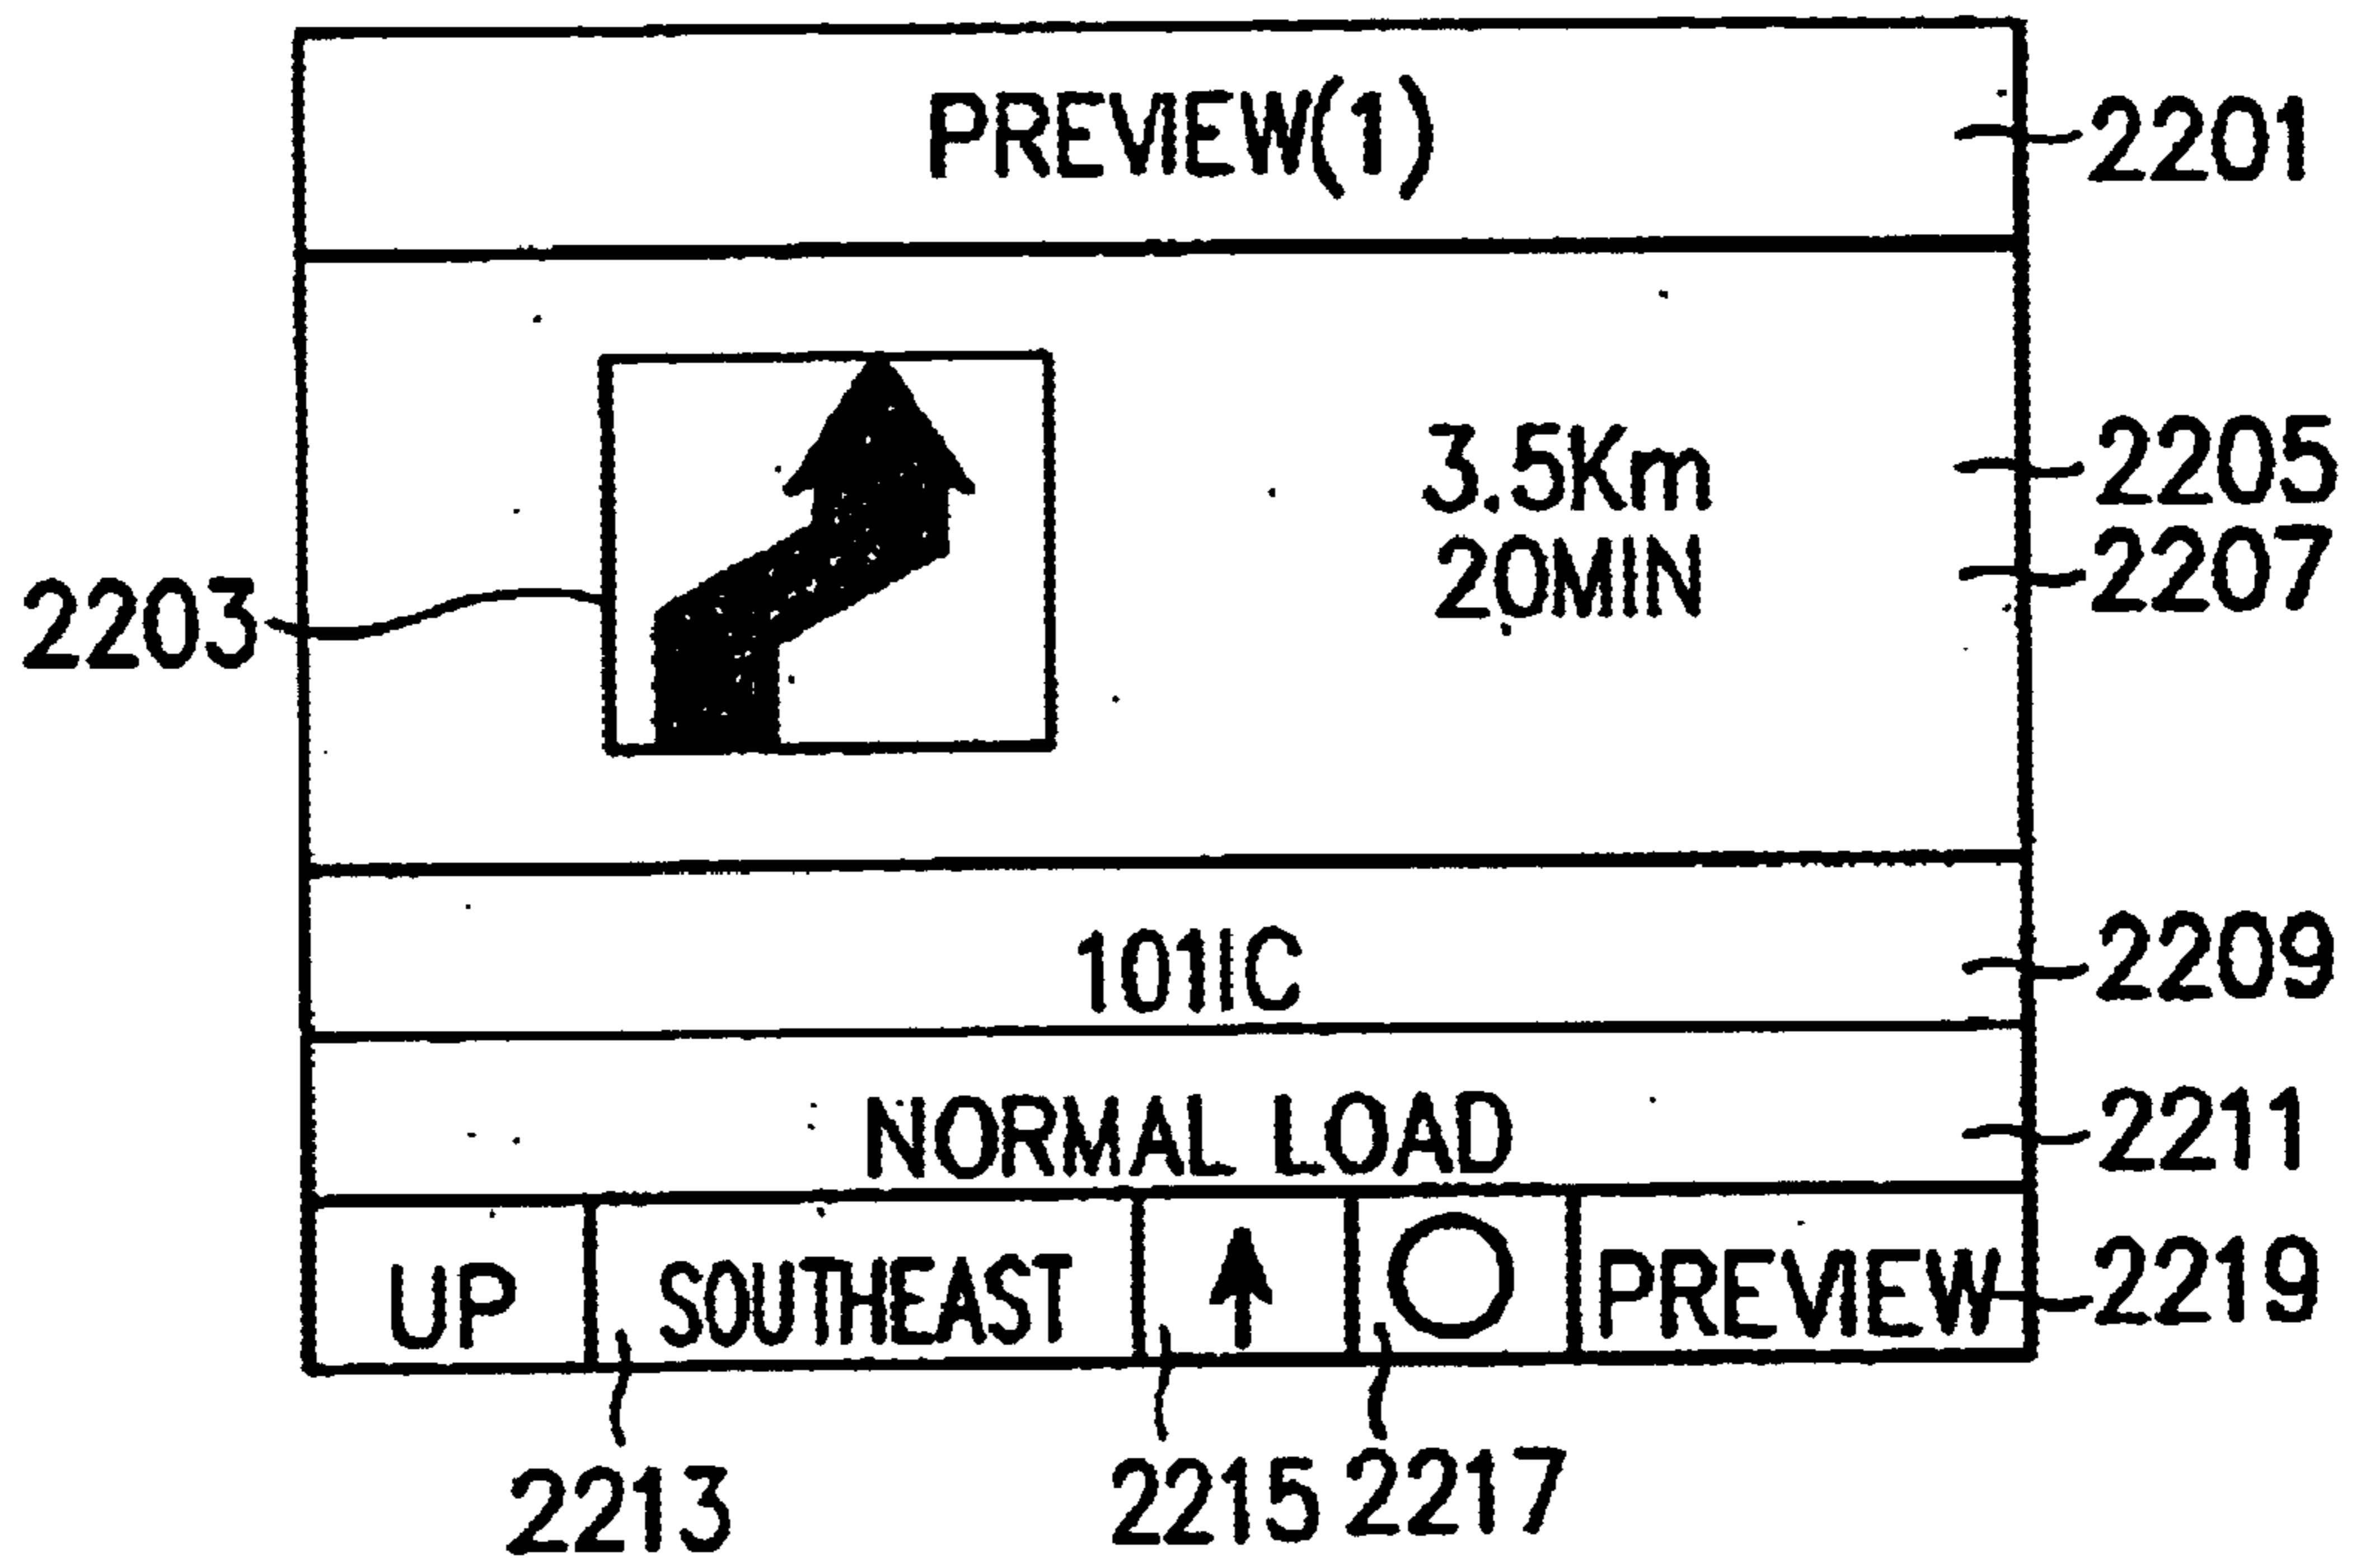 PREVIEW(1)
2201
3.5Km
2205
20MIN
2207
2203
101IC
2209
NORMAL LOAD
2211
UP SOUTHEAST PREVIEW
2219
2213 2215 2217